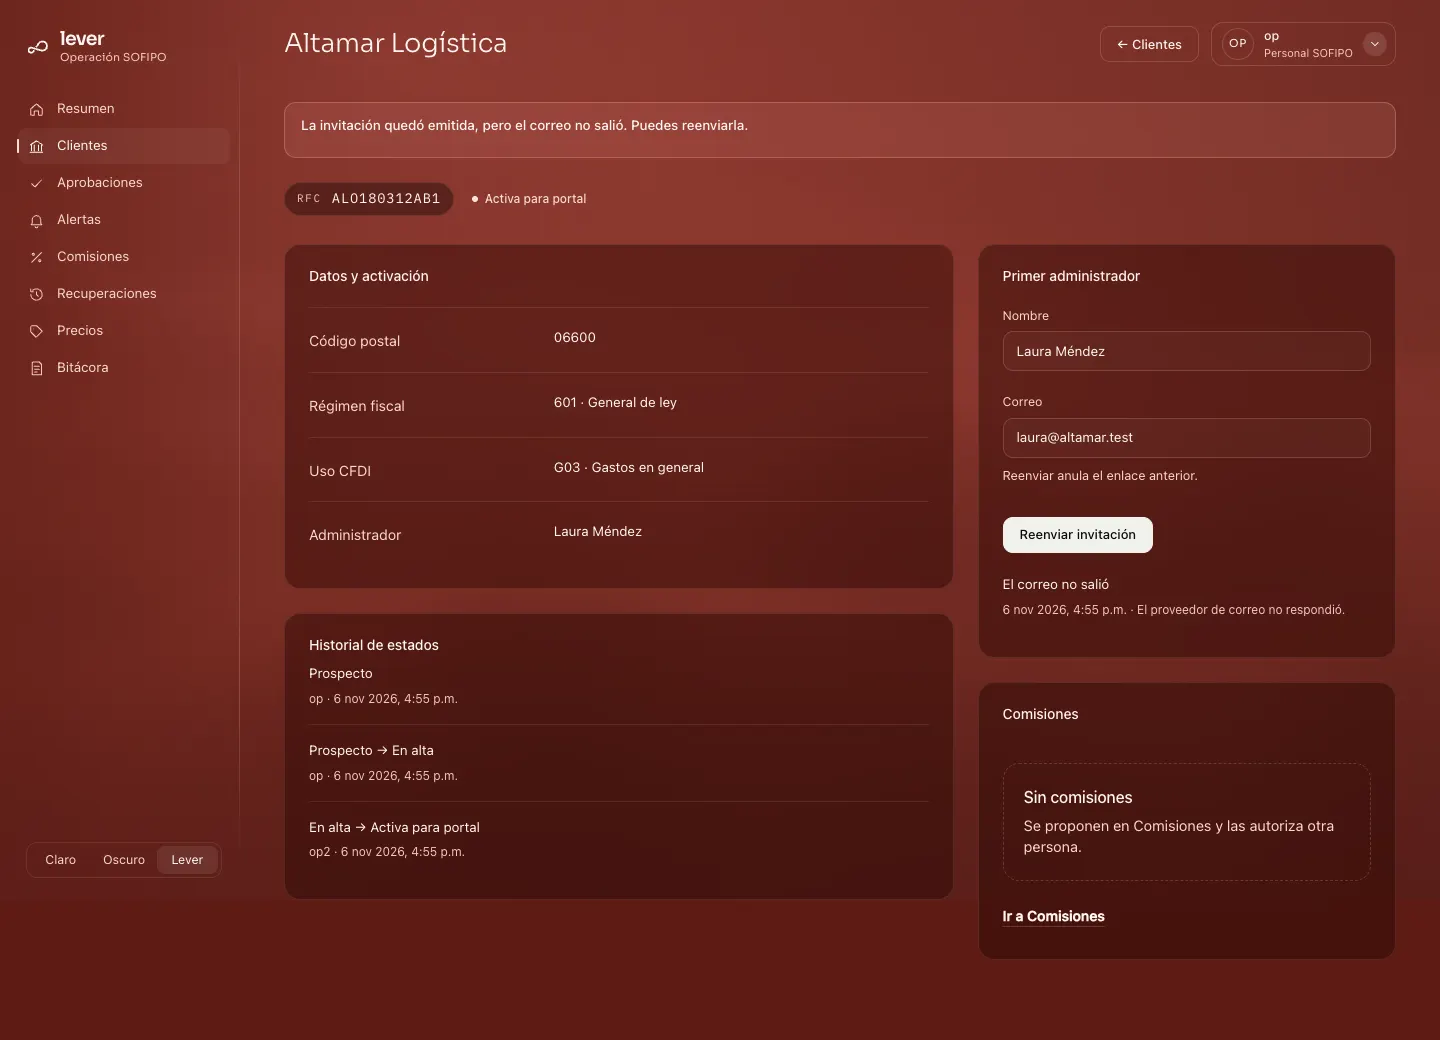 lever
Operación SOFIPO
Resumen
Clientes
Aprobaciones
Alertas
Comisiones
Recuperaciones
Precios
Bitácora
Claro Oscuro Lever
Altamar Logística
← Clientes
OP
op
Personal SOFIPO
La invitación quedó emitida, pero el correo no salió. Puedes reenviarla.
RFC ALO180312AB1
Activa para portal
Datos y activación
Código postal 06600
Régimen fiscal 601 · General de ley
Uso CFDI G03 · Gastos en general
Administrador Laura Méndez
Historial de estados
Prospecto
op · 6 nov 2026, 4:55 p.m.
Prospecto → En alta
op · 6 nov 2026, 4:55 p.m.
En alta → Activa para portal
op2 · 6 nov 2026, 4:55 p.m.
Primer administrador
Nombre
Laura Méndez
Correo
laura@altamar.test
Reenviar anula el enlace anterior.
Reenviar invitación
El correo no salió
6 nov 2026, 4:55 p.m. · El proveedor de correo no respondió.
Comisiones
Sin comisiones
Se proponen en Comisiones y las autoriza otra
persona.
Ir a Comisiones